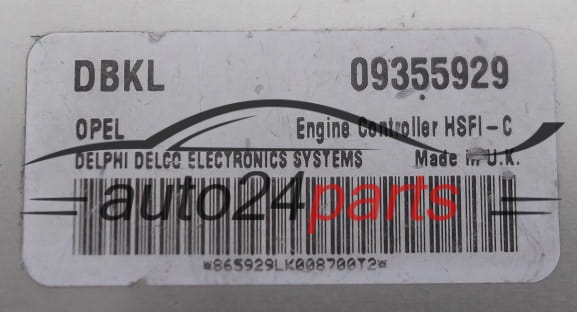 DBKL 09355929
OPEL Engine Controller HSFI-C
DELPHI DELCO ELECTRONICS SYSTEMS Made in U.K.
auto24parts
*865929LK008700T2*